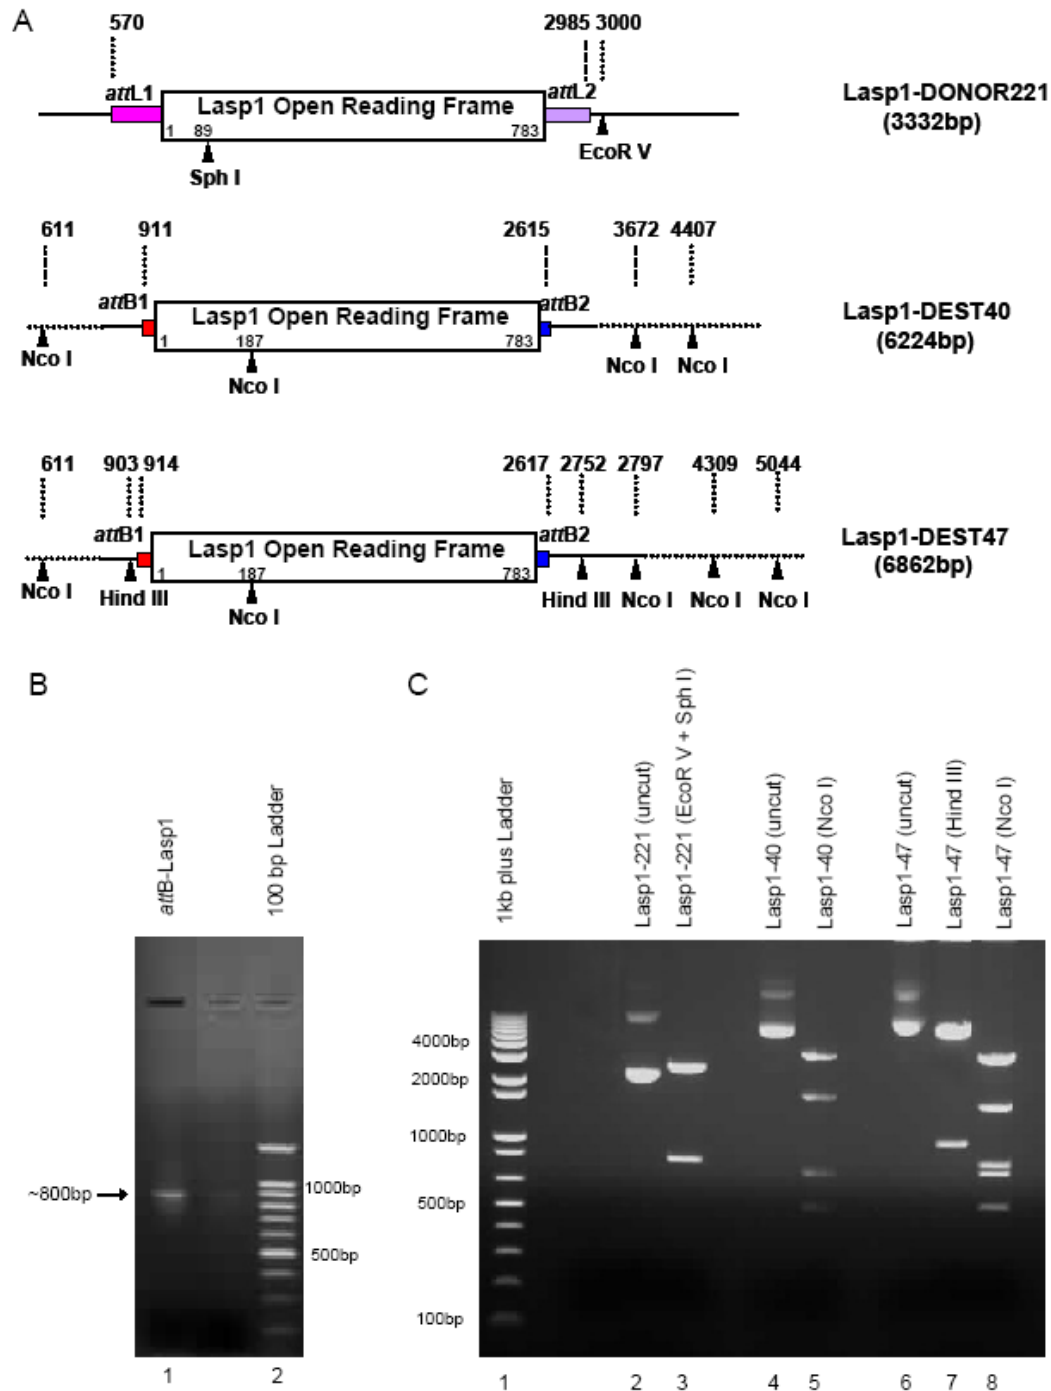 A
570 2985 3000
attL1 attL2
Lasp1 Open Reading Frame
1 89 783
Sph I EcoR V
Lasp1-DONOR221
(3332bp)
611 911 2615 3672 4407
attB1 attB2
Lasp1 Open Reading Frame
1 187 783
Nco I Nco I Nco I Nco I
Lasp1-DEST40
(6224bp)
611 903 914 2617 2752 2797 4309 5044
attB1 attB2
Lasp1 Open Reading Frame
1 187 783
Nco I Hind III Nco I Hind III Nco I Nco I Nco I
Lasp1-DEST47
(6862bp)
B
attB-Lasp1
100 bp Ladder
~800bp
1000bp
500bp
1 2
C
1kb plus Ladder
Lasp1-221 (uncut)
Lasp1-221 (EcoR V + Sph I)
Lasp1-40 (uncut)
Lasp1-40 (Nco I)
Lasp1-47 (uncut)
Lasp1-47 (Hind III)
Lasp1-47 (Nco I)
4000bp
2000bp
1000bp
500bp
100bp
1 2 3 4 5 6 7 8